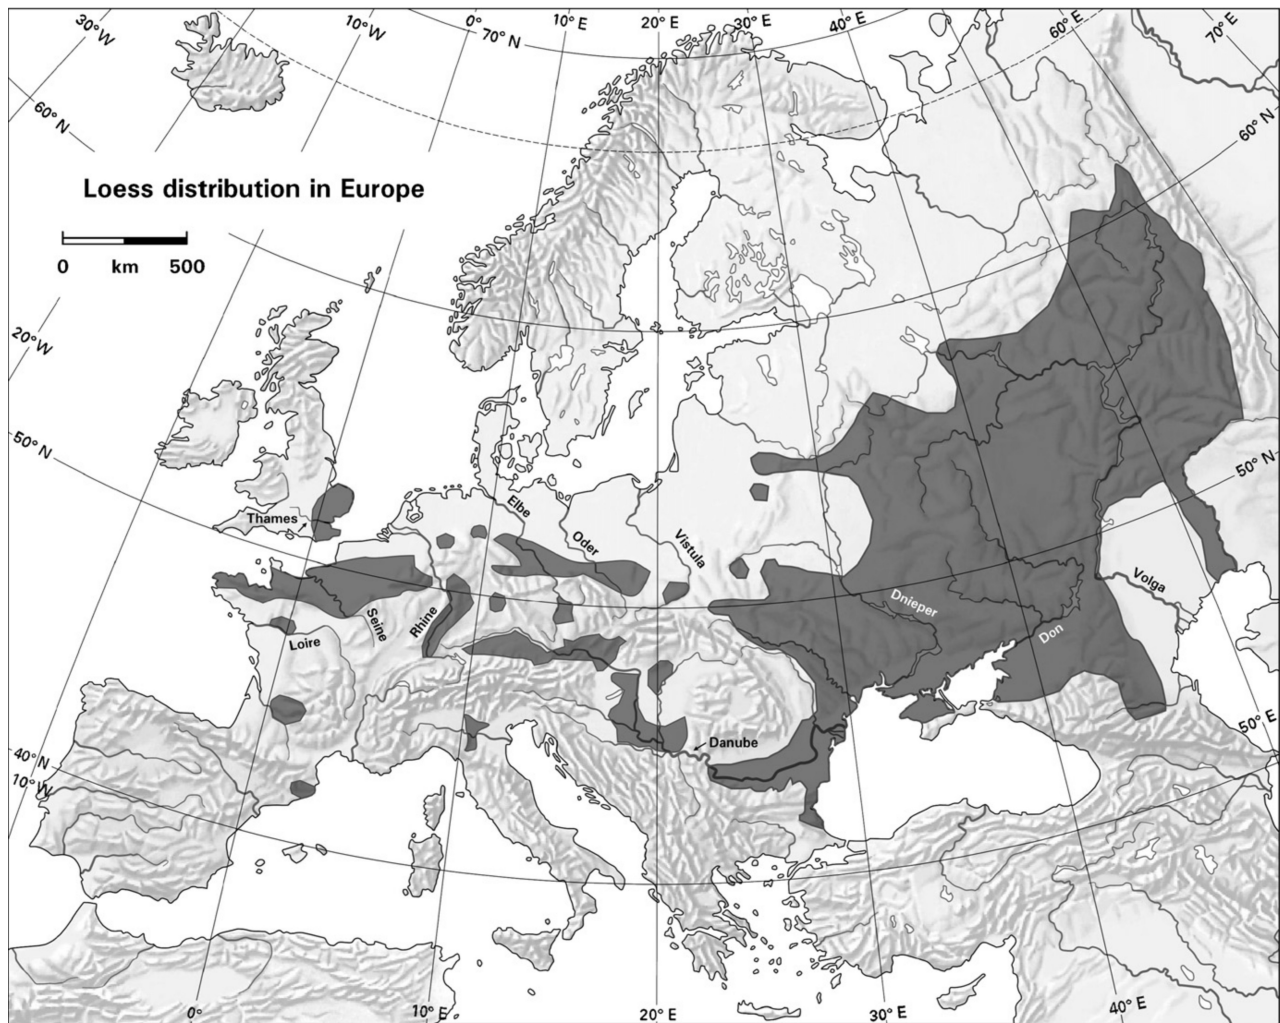 30°W
10°W
0°
70° N
10° E
20° E
30° E
40° E
60° E
70° E
60° N
60° N
Loess distribution in Europe
0 km 500
20°W
50° N
50° N
Thames
Elbe
Oder
Vistula
Volga
Dnieper
Don
Seine
Rhine
Loire
50° E
Danube
40° N
10° W
0°
10° E
20° E
30° E
40° E